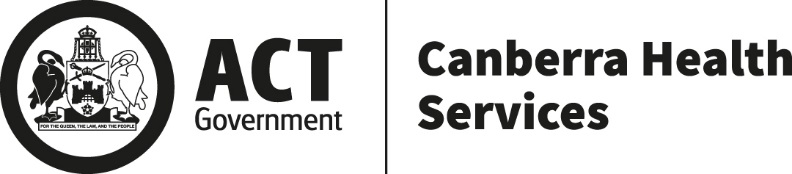 FOR THE QUEEN, THE LAW, AND THE PEOPLE
ACT
Government
Canberra Health
Services